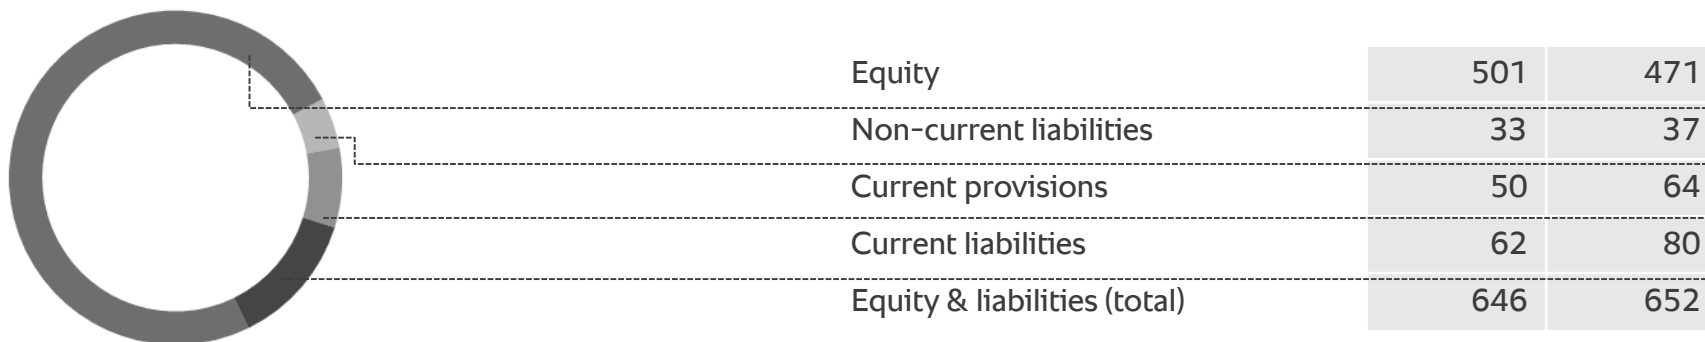 Equity 501 471
Non-current liabilities 33 37
Current provisions 50 64
Current liabilities 62 80
Equity & liabilities (total) 646 652